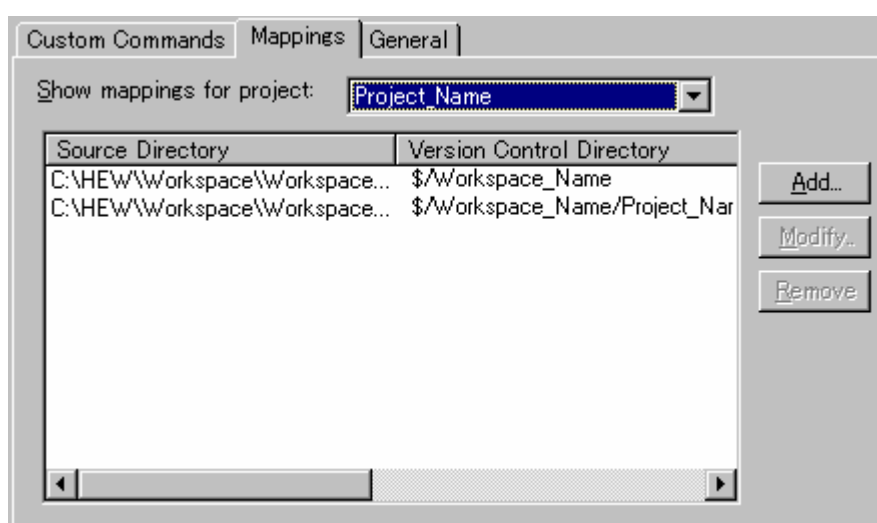 Custom Commands Mappings General
Show mappings for project: Project_Name
Source Directory Version Control Directory
C:\HEW\Workspace\Workspace... $/Workspace_Name
C:\HEW\Workspace\Workspace... $/Workspace_Name/Project_Nar
Add...
Modify..
Remove